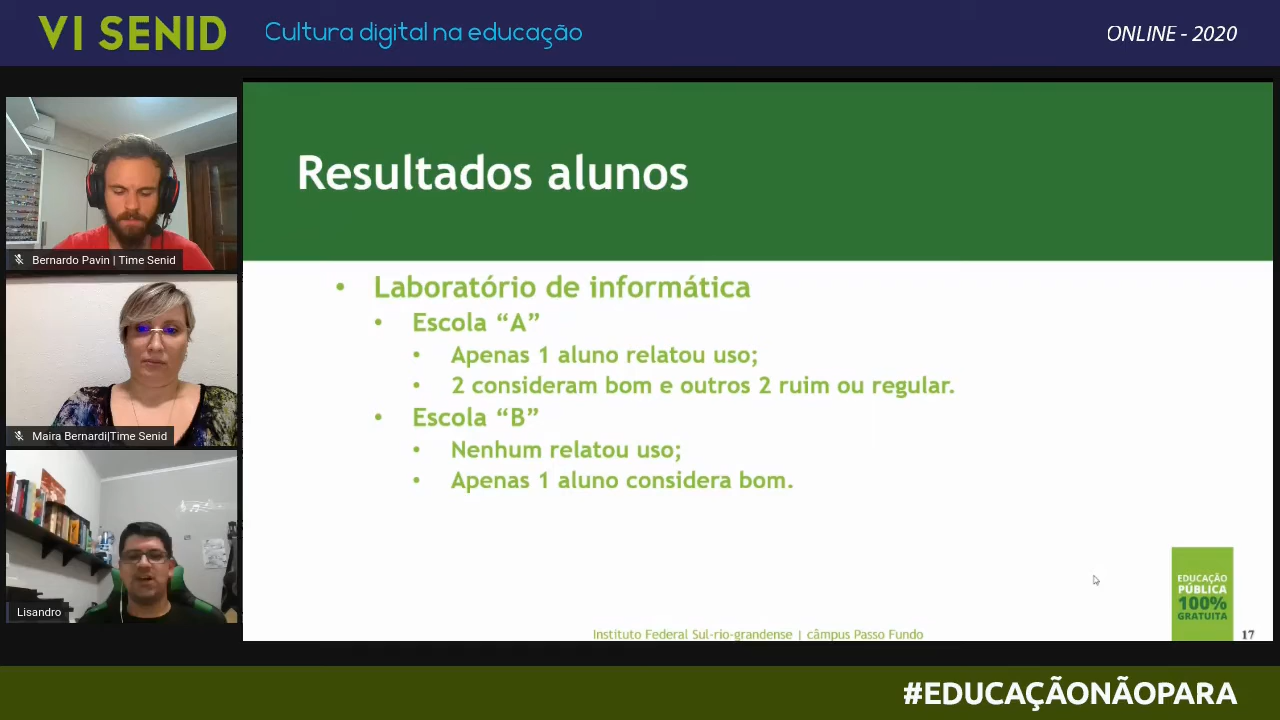 VI SENID
Cultura digital na educação
ONLINE - 2020
Bernardo Pavin | Time Senid
Maira Bernardi|Time Senid
Lisandro
Resultados alunos
• Laboratório de informática
• Escola “A”
• Apenas 1 aluno relatou uso;
• 2 consideram bom e outros 2 ruim ou regular.
• Escola “B”
• Nenhum relatou uso;
• Apenas 1 aluno considera bom.
EDUCAÇÃO
PÚBLICA
100%
GRATUITA
Instituto Federal Sul-rio-grandense | câmpus Passo Fundo
17
#EDUCAÇÃONÃOPARA